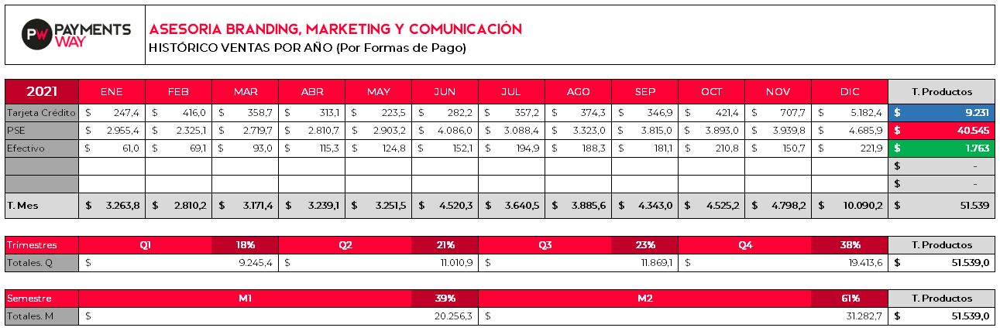 PW PAYMENTS WAY
ASESORIA BRANDING, MARKETING Y COMUNICACIÓN
HISTÓRICO VENTAS POR AÑO (Por Formas de Pago)
2021 ENE FEB MAR ABR MAY JUN JUL AGO SEP OCT NOV DIC T. Productos
Tarjeta Crédito $ 247,4 $ 416,0 $ 358,7 $ 313,1 $ 223,5 $ 282,2 $ 357,2 $ 374,3 $ 346,9 $ 421,4 $ 707,7 $ 5.182,4 $ 9.231
PSE $ 2.955,4 $ 2.325,1 $ 2.719,7 $ 2.810,7 $ 2.903,2 $ 4.086,0 $ 3.088,4 $ 3.323,0 $ 3.815,0 $ 3.893,0 $ 3.939,8 $ 4.685,9 $ 40.545
Efectivo $ 61,0 $ 69,1 $ 93,0 $ 115,3 $ 124,8 $ 152,1 $ 194,9 $ 188,3 $ 181,1 $ 210,8 $ 150,7 $ 221,9 $ 1.763
$ -
$ -
T. Mes $ 3.263,8 $ 2.810,2 $ 3.171,4 $ 3.239,1 $ 3.251,5 $ 4.520,3 $ 3.640,5 $ 3.885,6 $ 4.343,0 $ 4.525,2 $ 4.798,2 $ 10.090,2 $ 51.539
Trimestres Q1 18% Q2 21% Q3 23% Q4 38% T. Productos
Totales. Q $ 9.245,4 $ 11.010,9 $ 11.869,1 $ 19.413,6 $ 51.539,0
Semestre M1 39% M2 61% T. Productos
Totales. M $ 20.256,3 $ 31.282,7 $ 51.539,0